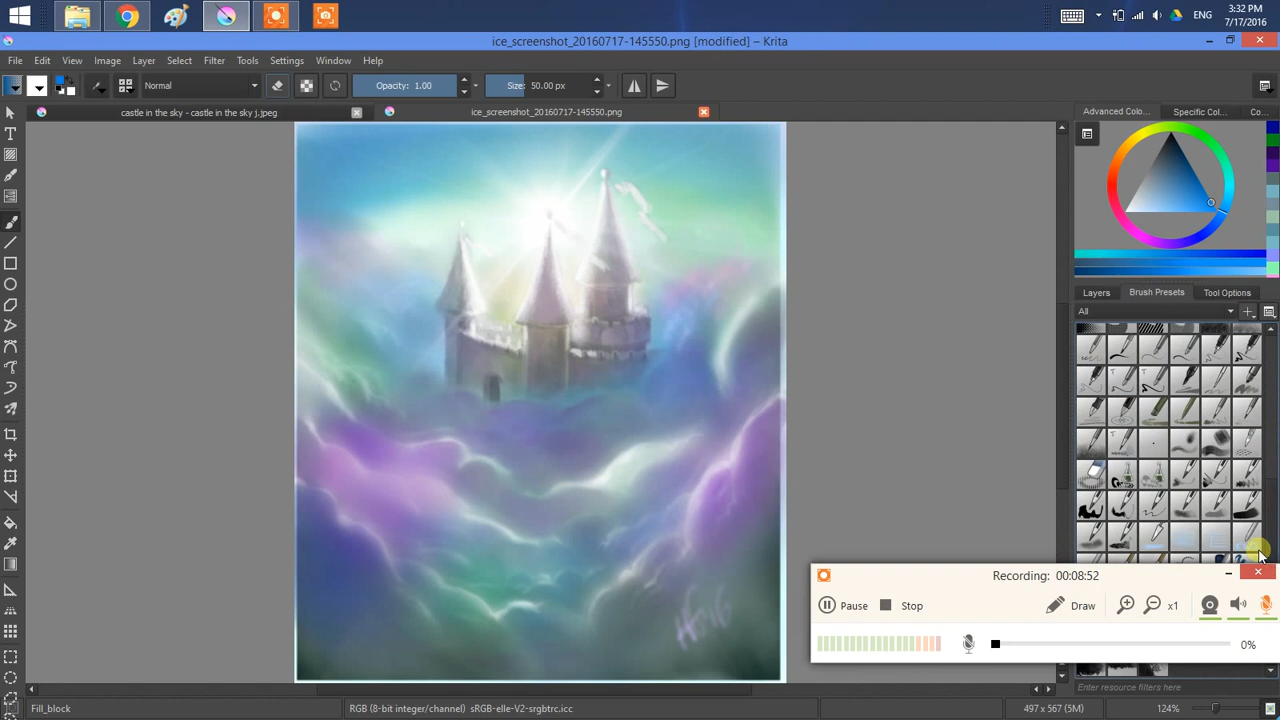 3:32 PM
ENG
7/17/2016
ice_screenshot_20160717-145550.png [modified] – Krita
File Edit View Image Layer Select Filter Tools Settings Window Help
Normal Opacity: 1.00 Size: 50.00 px
castle in the sky - castle in the sky j.jpeg ice_screenshot_20160717-145550.png
Advanced Colo... Specific Col... Co...
Layers Brush Presets Tool Options
All
Recording: 00:08:52
Pause Stop Draw x1
0%
Enter resource filters here
Fill_block RGB (8-bit integer/channel) sRGB-elle-V2-srgbtrc.icc 497 x 567 (5M) 124%